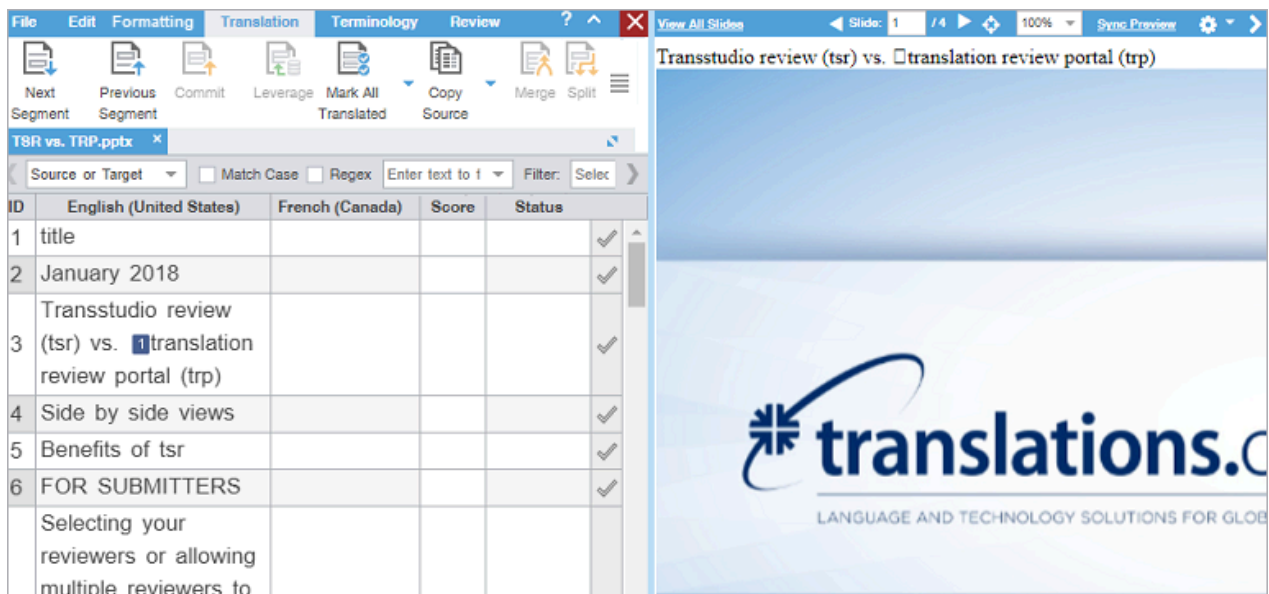 File Edit Formatting Translation Terminology Review ?
Next Segment
Previous Segment
Commit
Leverage
Mark All Translated
Copy Source
Merge
Split
TSR vs. TRP.pptx ×
Source or Target Match Case Regex Enter text to f Filter: Selec
ID English (United States) French (Canada) Score Status
1 title
2 January 2018
3 Transstudio review
(tsr) vs. 1translation
review portal (trp)
4 Side by side views
5 Benefits of tsr
6 FOR SUBMITTERS
Selecting your
reviewers or allowing
multiple reviewers to
View All Slides Slide: 1 / 4 100% Sync Preview
Transstudio review (tsr) vs. □translation review portal (trp)
translations.c
LANGUAGE AND TECHNOLOGY SOLUTIONS FOR GLOB